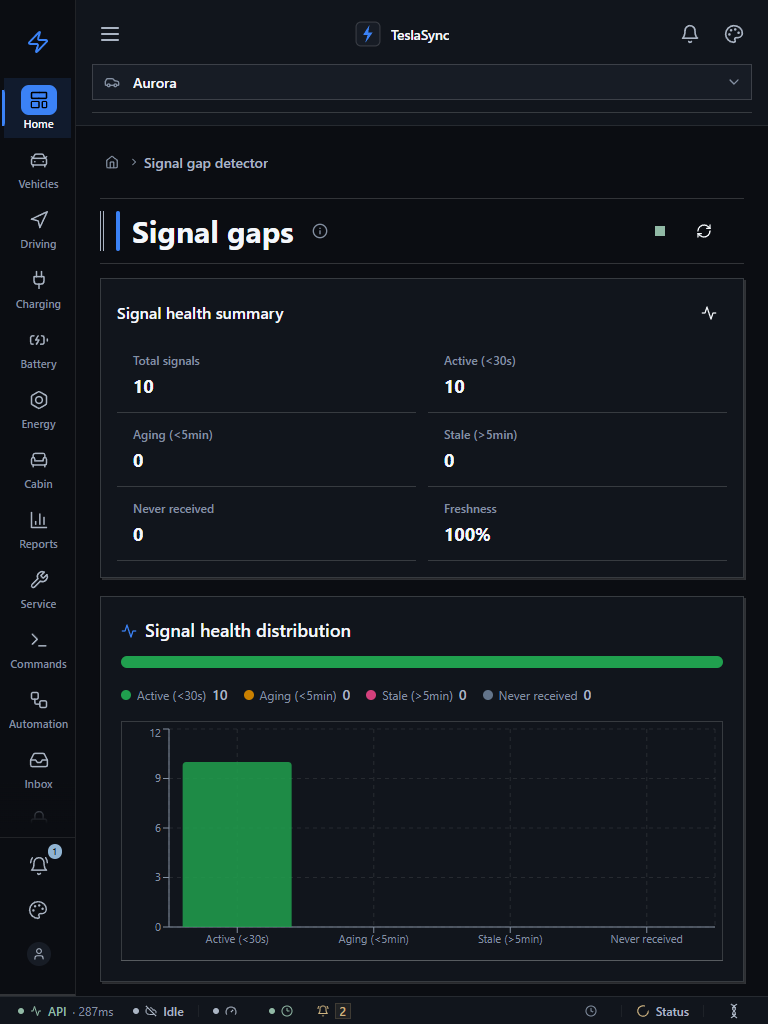 TeslaSync
Aurora
Home
Vehicles
Driving
Charging
Battery
Energy
Cabin
Reports
Service
Commands
Automation
Inbox
1
Signal gap detector
Signal gaps
Signal health summary
Total signals
10
Active (<30s)
10
Aging (<5min)
0
Stale (>5min)
0
Never received
0
Freshness
100%
Signal health distribution
Active (<30s) 10 Aging (<5min) 0 Stale (>5min) 0 Never received 0
12
9
6
3
0
Active (<30s) Aging (<5min) Stale (>5min) Never received
API · 287ms Idle 2 Status